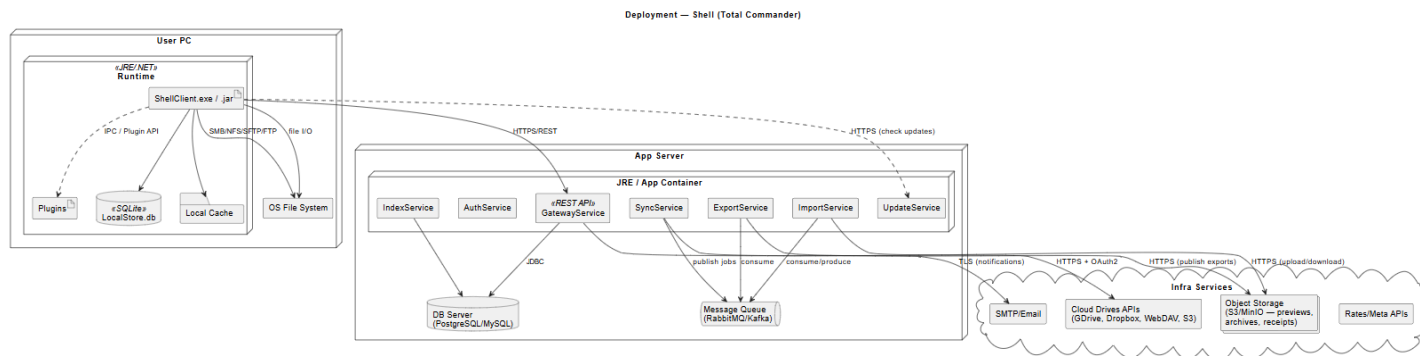 Deployment — Shell (Total Commander)
User PC
«JRE/.NET»
Runtime
ShellClient.exe / .jar
IPC / Plugin API
SMB/NFS/SFTP/FTP
file I/O
HTTPS/REST
HTTPS (check updates)
Plugins
«SQLite»
LocalStore.db
Local Cache
OS File System
App Server
JRE / App Container
IndexService
AuthService
«REST API»
GatewayService
SyncService
ExportService
ImportService
UpdateService
JDBC
publish jobs
consume
consume/produce
TLS (notifications)
HTTPS + OAuth2
HTTPS (publish exports)
HTTPS (upload/download)
DB Server
(PostgreSQL/MySQL)
Message Queue
(RabbitMQ/Kafka)
Infra Services
SMTP/Email
Cloud Drives APIs
(GDrive, Dropbox, WebDAV, S3)
Object Storage
(S3/MinIO — previews,
archives, receipts)
Rates/Meta APIs